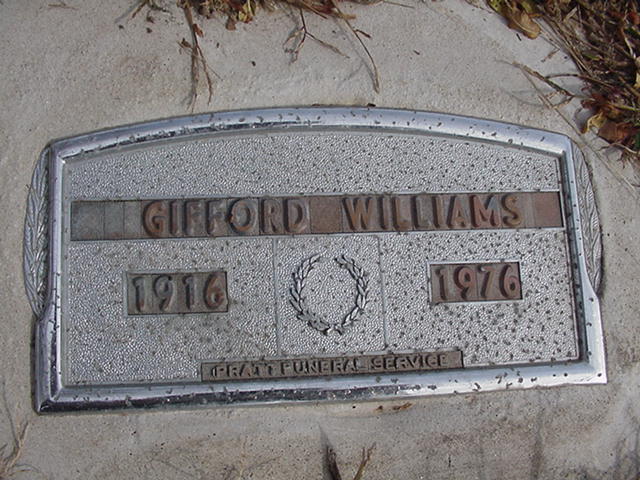 GIFFORD WILLIAMS
1916 1976
PRATT FUNERAL SERVICE